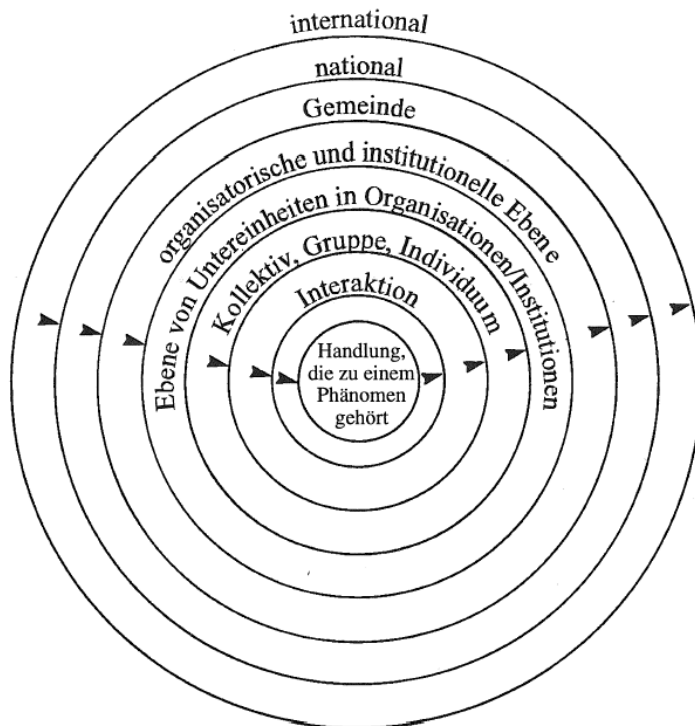 international
national
Gemeinde
organisatorische und institutionelle Ebene
Ebene von Untereinheiten in Organisationen/Institutionen
Kollektiv, Gruppe, Individuum
Interaktion
Handlung,
die zu einem
Phänomen
gehört